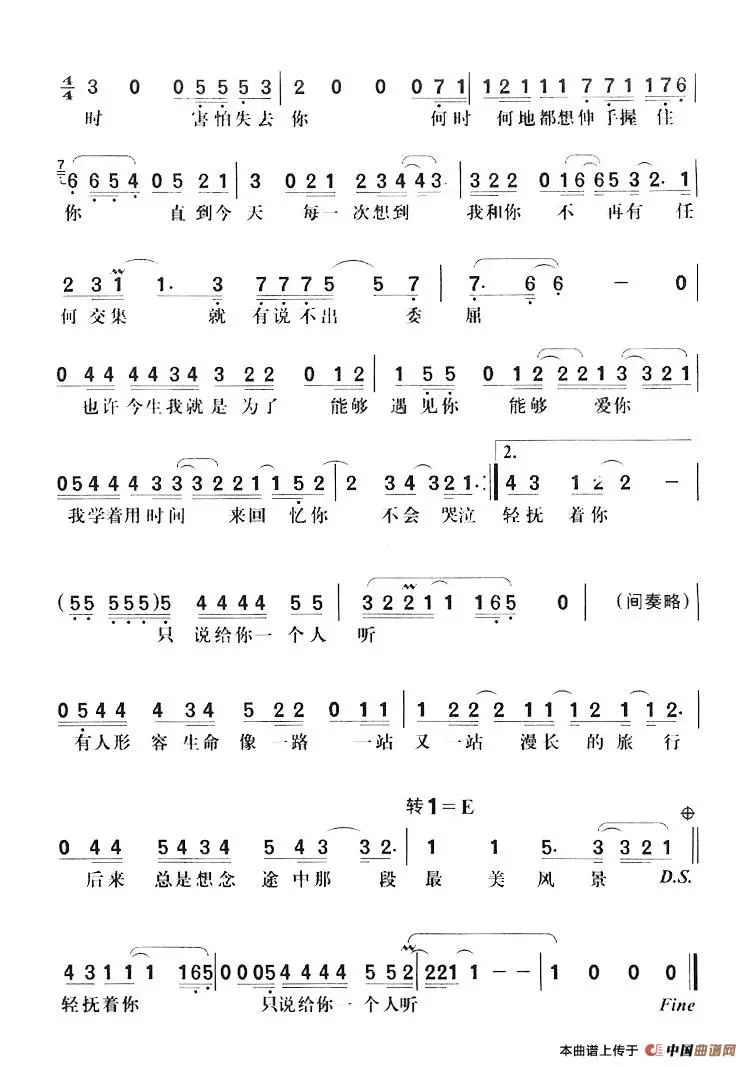 4/4 3 0 0 5 5 5 3 | 2 0 0 0 7 1 | 1 2 1 1 1 7 7 1 1 7 6 |
时 害怕失去你 何时 何地都想伸手握住
7 6 6 5 4 0 5 2 1 | 3 0 2 1 2 3 4 4 3. | 3 2 2 0 1 6 6 5 3 2. 1
你 直到今天 每一次想到 我和你 不 再有任
2 3 1 1. 3 | 7 7 7 5 5 7 | 7. 6 6 – 0
何交集 就 有说不出 委 屈
0 4 4 4 4 3 4 3 2 2 0 1 2 | 1 5 5 0 1 2 2 2 1 3 3 2 1 |
也许今生我就是为了 能够 遇见你 能够 爱你
0 5 4 4 4 3 3 3 2 2 1 1 5 2 | 2 3 4 3 2 1. :| 2. 4 3 1 2 2 – |
我学着用时间 来回忆你 不会 哭泣 轻抚 着你
(5 5 5 5 5) 5 4 4 4 4 5 5 | 3 2 2 1 1 1 6 5 0 | (间奏略) |
只 说给你一 个人 听
0 5 4 4 4 3 4 5 2 2 0 1 1 | 1 2 2 2 1 1 1 2 1 1 2. |
有人形 容生命 像一路 一站 又一站 漫长 的旅 行
转1=E
0 4 4 5 4 3 4 5 4 3 3 2. | 1 1 5. 3 3 2 1 ||
后来 总是想念 途中那 段 最 美 风 景 D.S.
4 3 1 1 1 1 6 5 | 0 0 0 5 4 4 4 4 5 5 2 | 2 2 1 1 – – | 1 0 0 0 ||
轻抚着你 只说给你一 个人听 Fine
本曲谱上传于 中国曲谱网